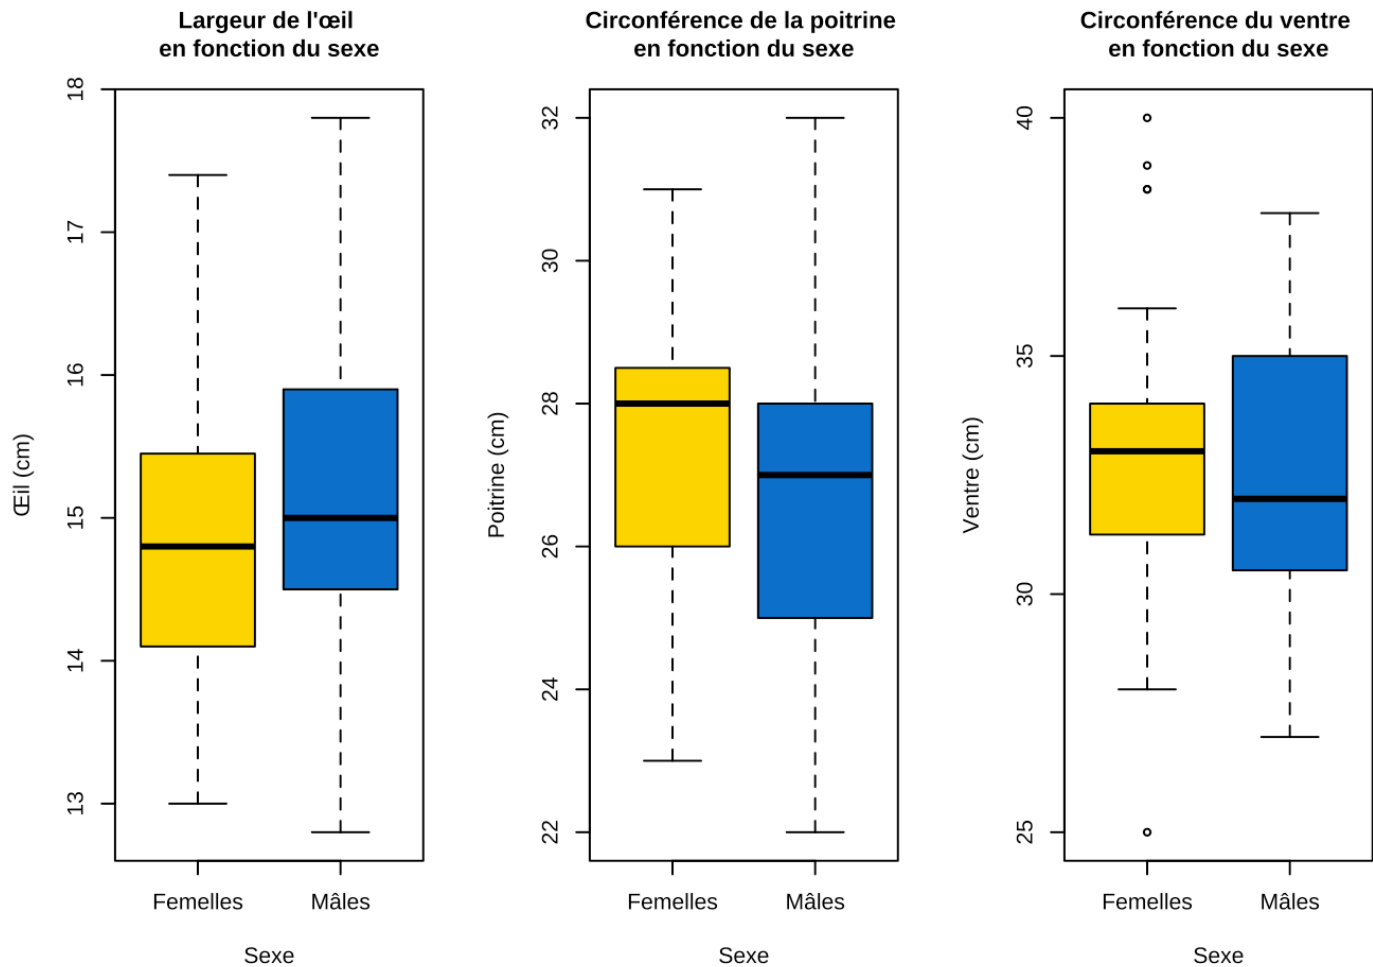 Largeur de l'œil
en fonction du sexe
Œil (cm)
18
17
16
15
14
13
Femelles
Mâles
Sexe
Circonférence de la poitrine
en fonction du sexe
Poitrine (cm)
32
30
28
26
24
22
Femelles
Mâles
Sexe
Circonférence du ventre
en fonction du sexe
Ventre (cm)
40
35
30
25
Femelles
Mâles
Sexe